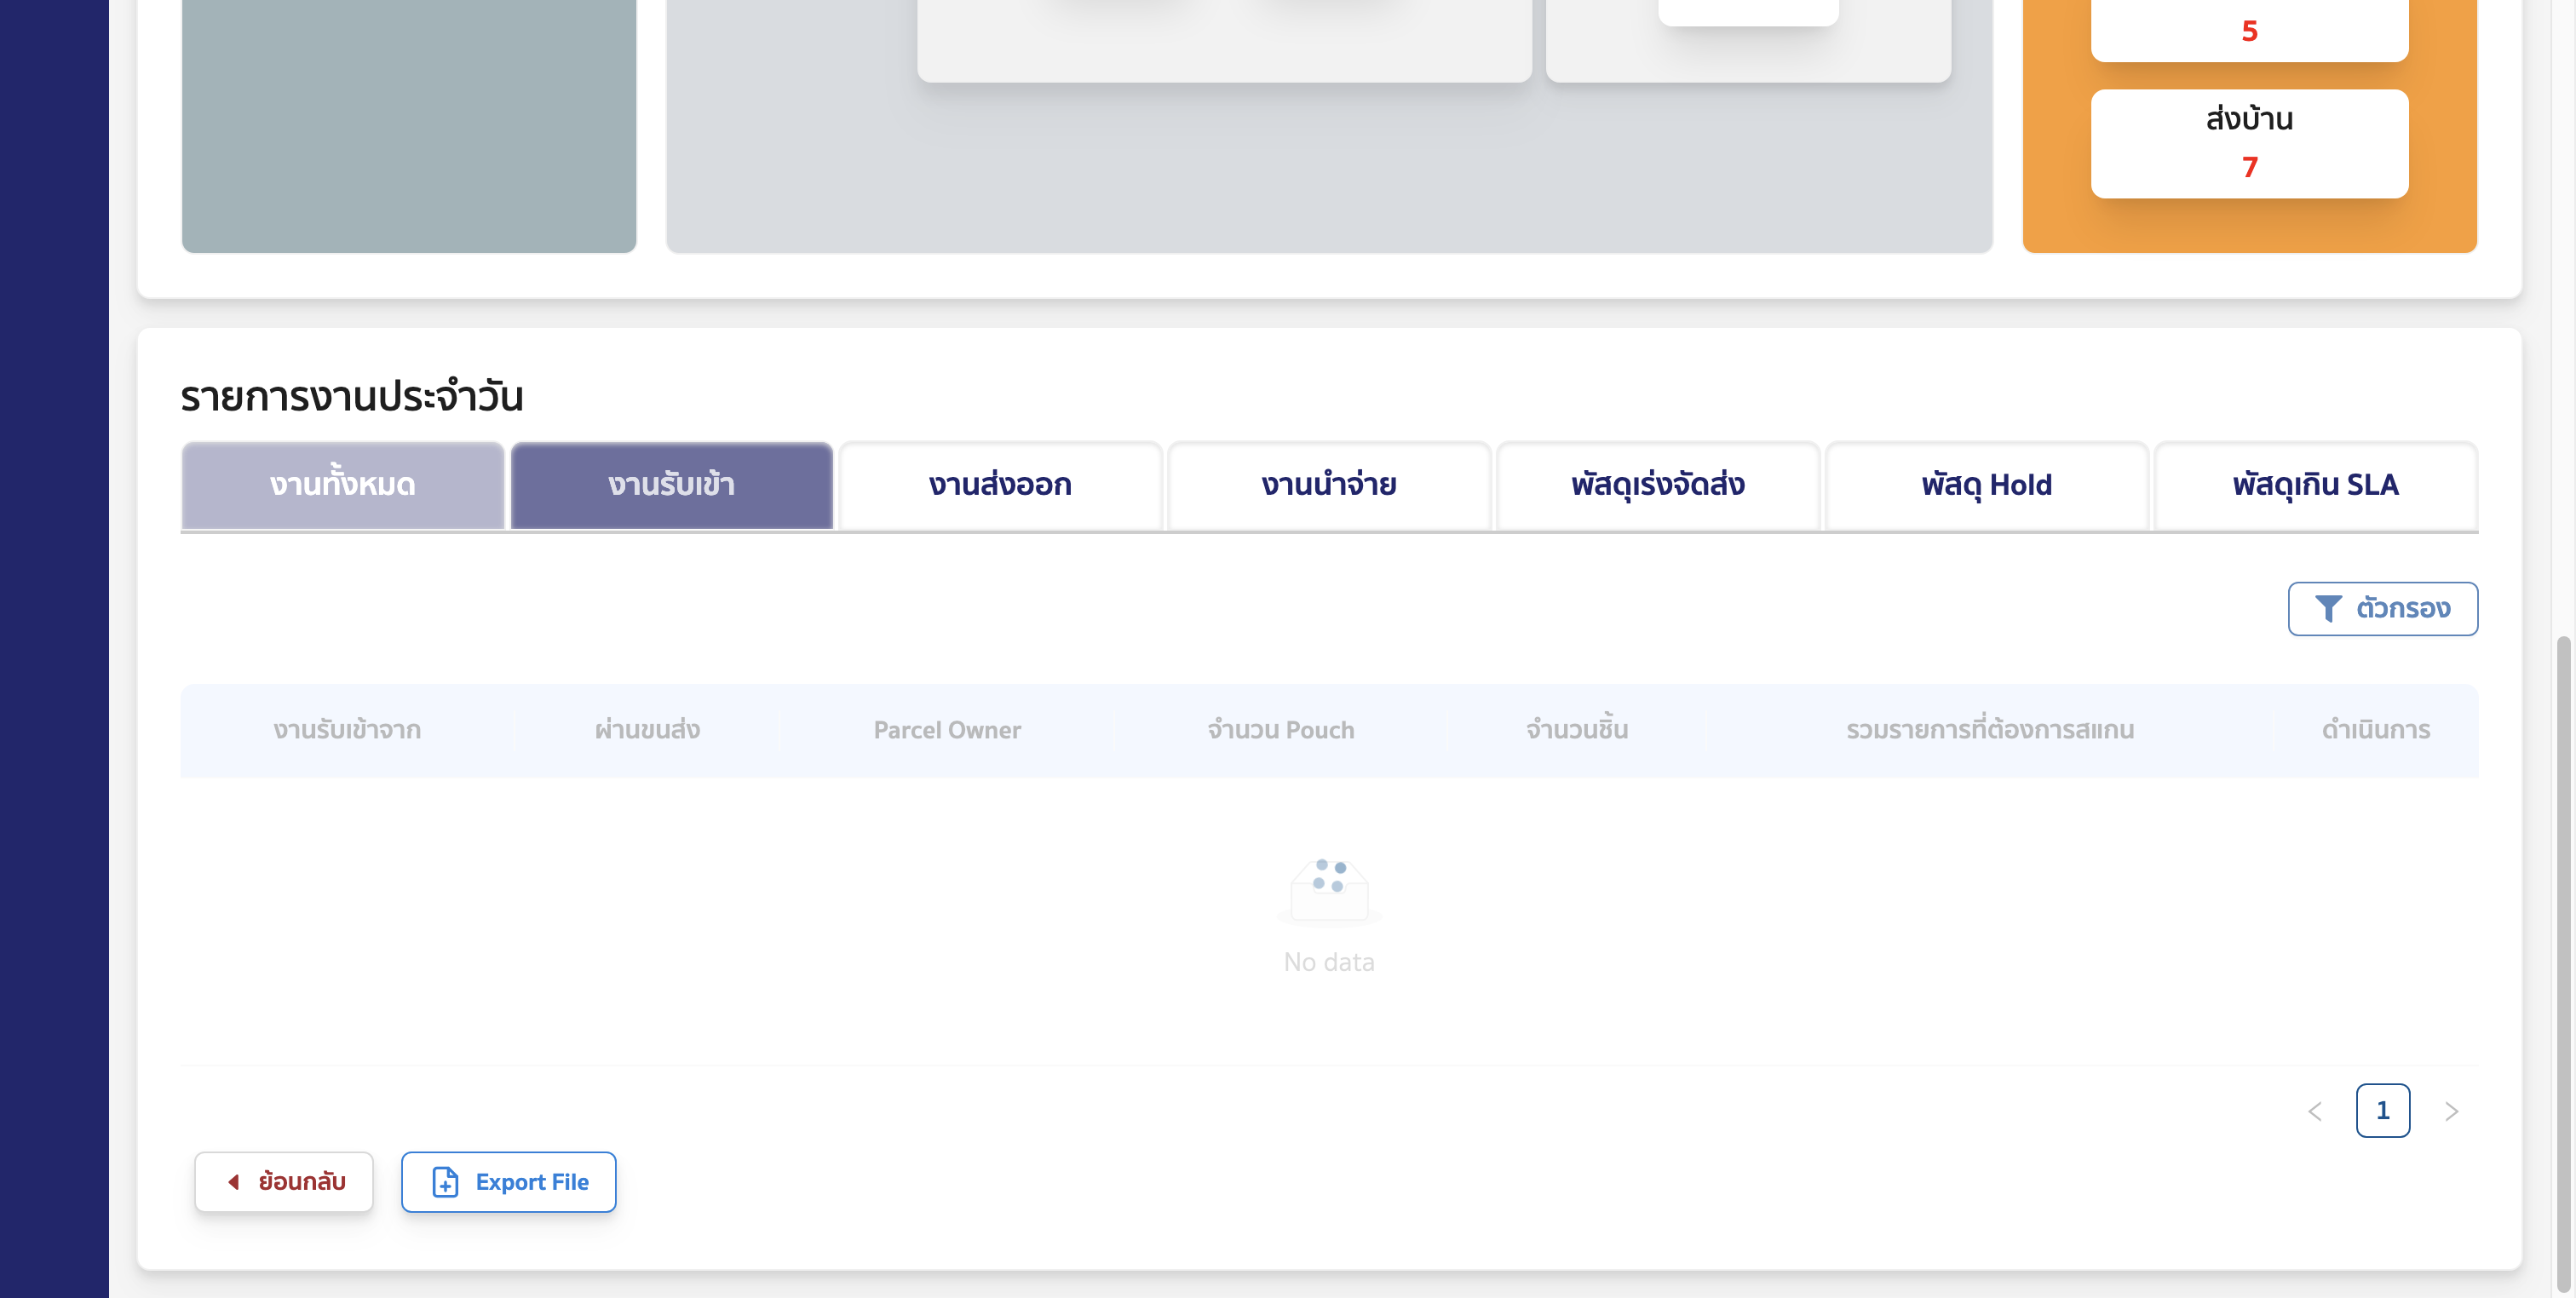 5
ส่งบ้าน
7
รายการงานประจำวัน
งานทั้งหมด งานรับเข้า งานส่งออก งานนำจ่าย พัสดุเร่งจัดส่ง พัสดุ Hold พัสดุเกิน SLA
ตัวกรอง
งานรับเข้าจาก ผ่านขนส่ง Parcel Owner จำนวน Pouch จำนวนชิ้น รวมรายการที่ต้องการสแกน ดำเนินการ
No data
1
ย้อนกลับ Export File